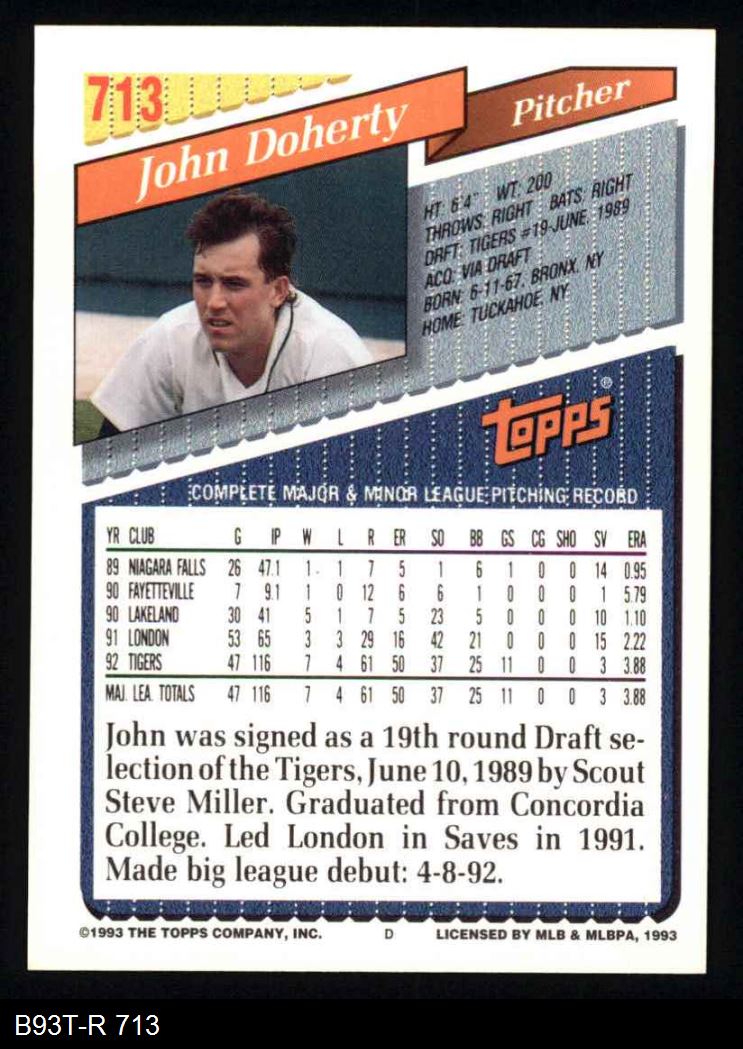 713
John Doherty
Pitcher
HT: 6'4" WT: 200
THROWS: RIGHT BATS: RIGHT
DRFT: TIGERS #19-JUNE, 1989
ACQ: VIA DRAFT
BORN: 6-11-67, BRONX, NY
HOME: TUCKAHOE, NY
topps®
COMPLETE MAJOR & MINOR LEAGUE PITCHING RECORD
YR CLUB G IP W L R ER SO BB GS CG SHO SV ERA
89 NIAGARA FALLS 26 47.1 1 1 7 5 1 6 1 0 0 14 0.95
90 FAYETTEVILLE 7 9.1 1 0 12 6 6 1 0 0 0 1 5.79
90 LAKELAND 30 41 5 1 7 5 23 5 0 0 0 10 1.10
91 LONDON 53 65 3 3 29 16 42 21 0 0 0 15 2.22
92 TIGERS 47 116 7 4 61 50 37 25 11 0 0 3 3.88
MAJ. LEA. TOTALS 47 116 7 4 61 50 37 25 11 0 0 3 3.88
John was signed as a 19th round Draft se-
lection of the Tigers, June 10, 1989 by Scout
Steve Miller. Graduated from Concordia
College. Led London in Saves in 1991.
Made big league debut: 4-8-92.
©1993 THE TOPPS COMPANY, INC. D LICENSED BY MLB & MLBPA, 1993
B93T-R 713